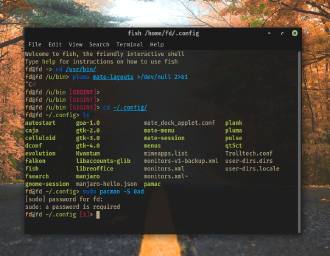 fish /home/fd/.config
File Edit View Search Terminal Help
Welcome to fish, the friendly interactive shell
Type help for instructions on how to use fish
fd@fd ~> cd /usr/bin/
fd@fd /u/bin> pluma mate-layouts >/dev/null 2>&1
^C
fd@fd /u/bin [SIGINT]>
fd@fd /u/bin [SIGINT]>
fd@fd /u/bin [SIGINT]> cd ~/.config/
fd@fd ~/.config> ls
autostart goa-1.0 mate_dock_applet.conf plank
caja gtk-2.0 mate-menu pluma
celluloid gtk-3.0 mate-session pulse
dconf gtk-4.0 menus qt5ct
evolution Kvantum mimeapps.list Trolltech.conf
falken libaccounts-glib monitors-v1-backup.xml user-dirs.dirs
fish libreoffice monitors.xml user-dirs.locale
fsearch manjaro monitors.xml~
gnome-session manjaro-hello.json pamac
fd@fd ~/.config> sudo pacman -S 0ad
[sudo] password for fd:
sudo: a password is required
fd@fd ~/.config [1]>